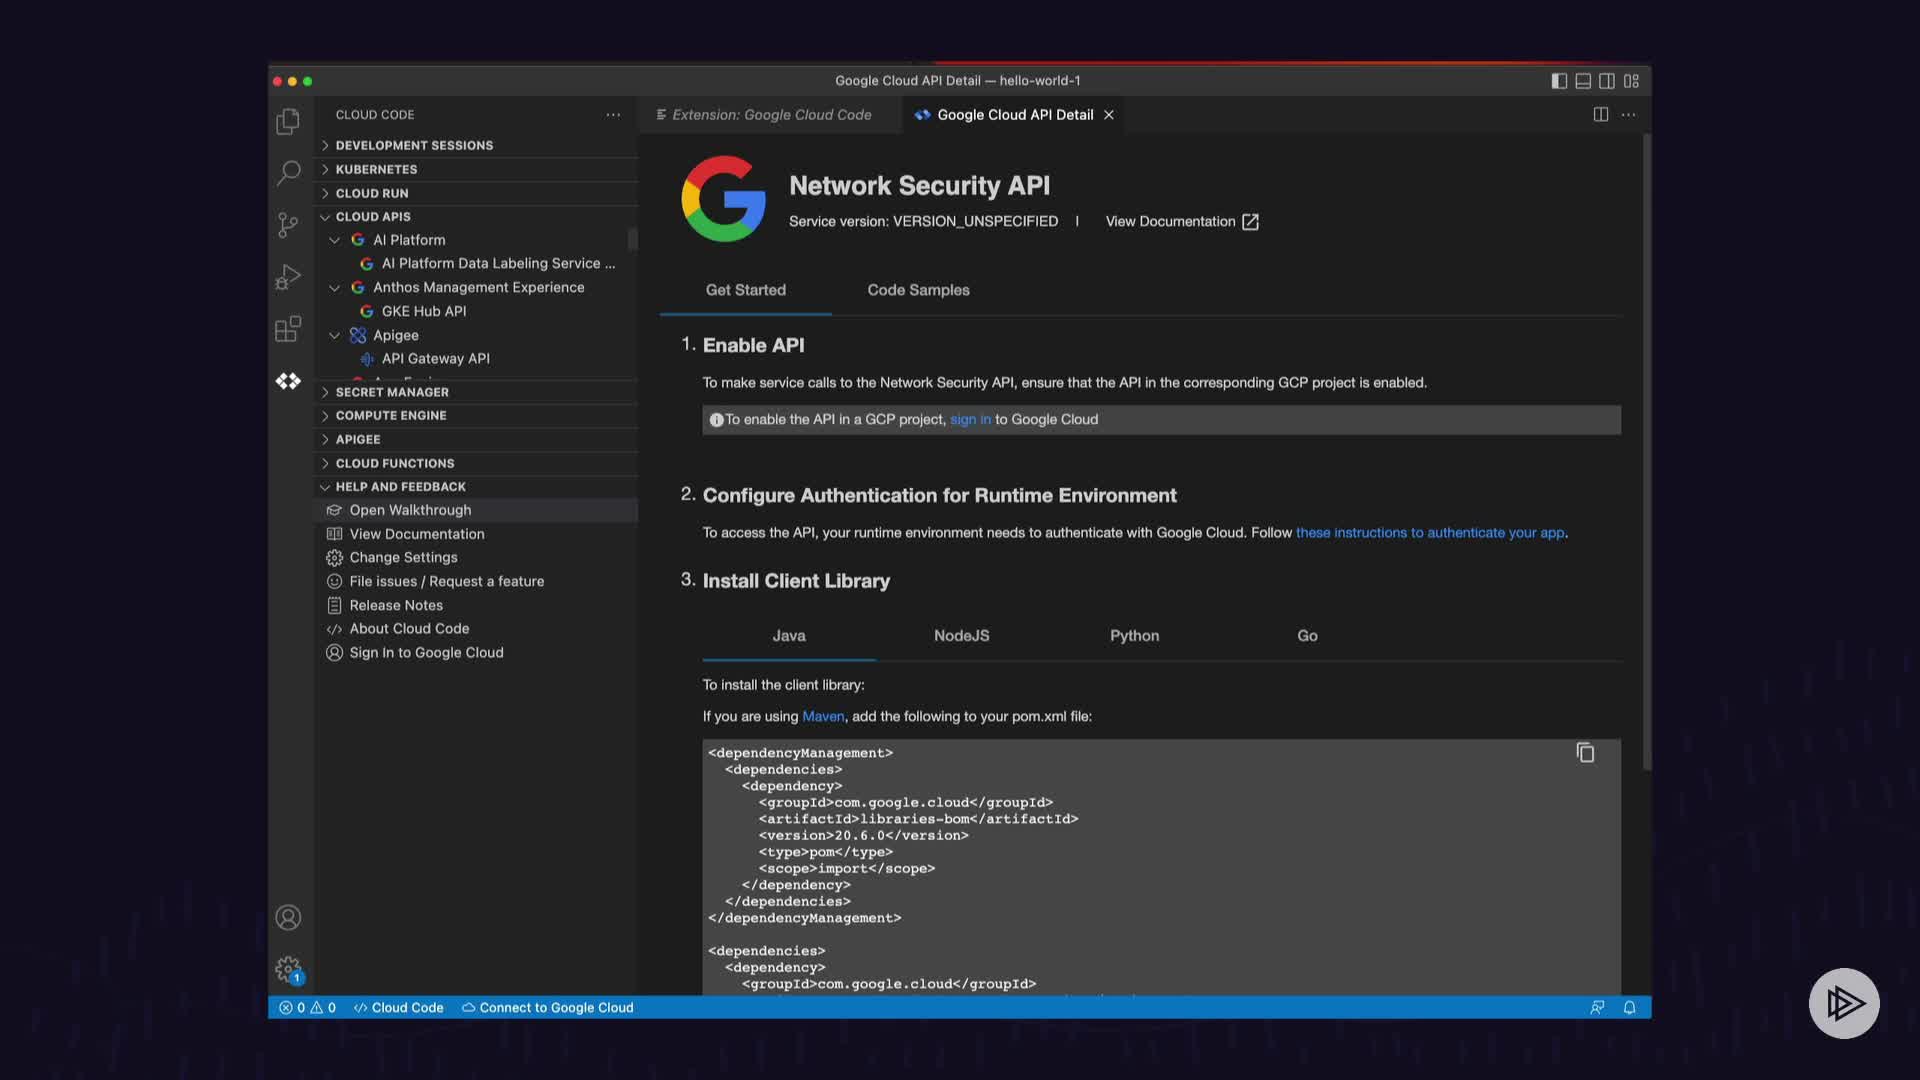 Google Cloud API Detail — hello-world-1
CLOUD CODE
DEVELOPMENT SESSIONS
KUBERNETES
CLOUD RUN
CLOUD APIS
AI Platform
AI Platform Data Labeling Service ...
Anthos Management Experience
GKE Hub API
Apigee
API Gateway API
SECRET MANAGER
COMPUTE ENGINE
APIGEE
CLOUD FUNCTIONS
HELP AND FEEDBACK
Open Walkthrough
View Documentation
Change Settings
File issues / Request a feature
Release Notes
About Cloud Code
Sign In to Google Cloud
1
Extension: Google Cloud Code
Google Cloud API Detail
Network Security API
Service version: VERSION_UNSPECIFIED | View Documentation
Get Started
Code Samples
1. Enable API
To make service calls to the Network Security API, ensure that the API in the corresponding GCP project is enabled.
To enable the API in a GCP project, sign in to Google Cloud
2. Configure Authentication for Runtime Environment
To access the API, your runtime environment needs to authenticate with Google Cloud. Follow these instructions to authenticate your app.
3. Install Client Library
Java
NodeJS
Python
Go
To install the client library:
If you are using Maven, add the following to your pom.xml file:
<dependencyManagement>
<dependencies>
<dependency>
<groupId>com.google.cloud</groupId>
<artifactId>libraries-bom</artifactId>
<version>20.6.0</version>
<type>pom</type>
<scope>import</scope>
</dependency>
</dependencies>
</dependencyManagement>
<dependencies>
<dependency>
<groupId>com.google.cloud</groupId>
0 0 Cloud Code Connect to Google Cloud